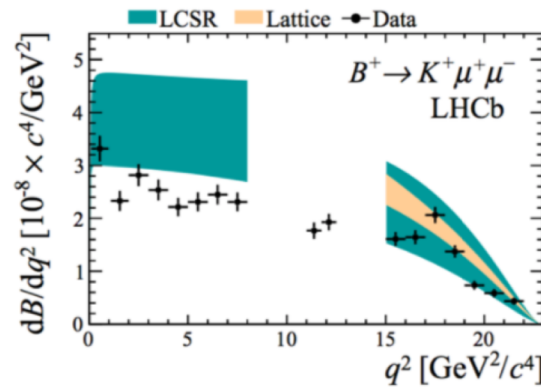 LCSR Lattice Data
B⁺→ K⁺μ⁺μ⁻
LHCb
dB/dq² [10⁻⁸ × c⁴/GeV²]
5
4
3
2
1
0
0 5 10 15 20
q² [GeV²/c⁴]